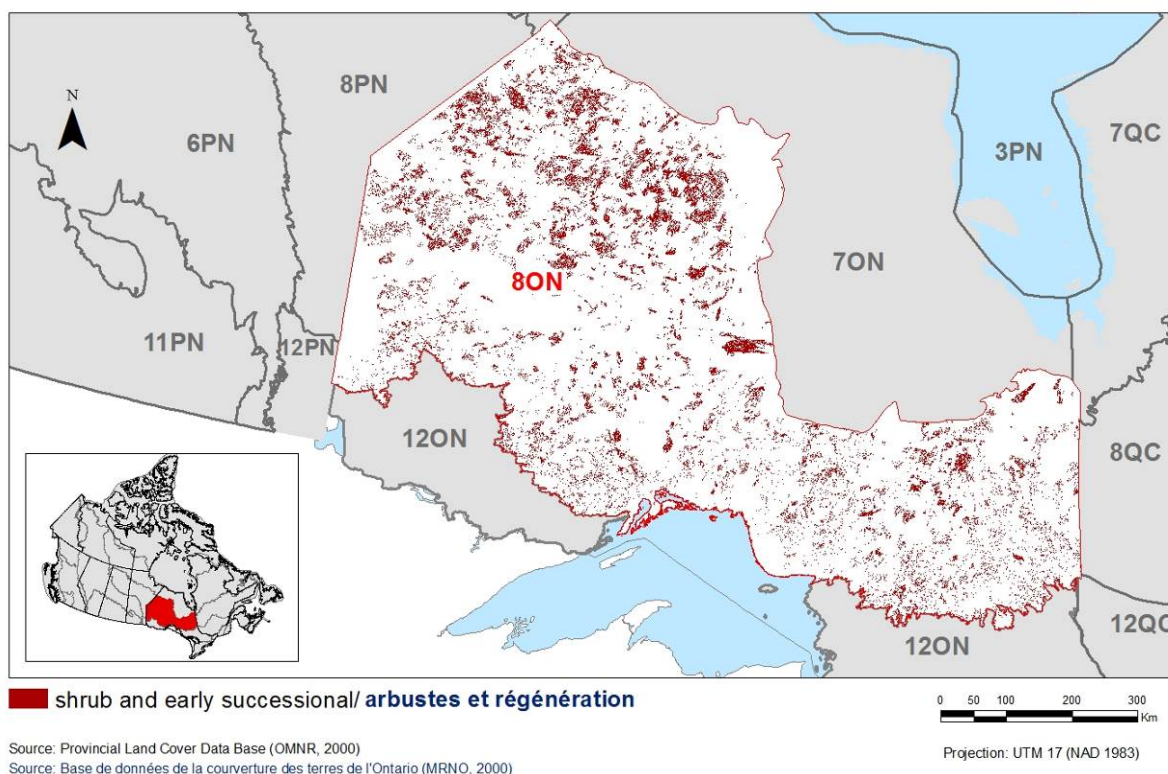 8PN
N
6PN
3PN
7QC
7ON
8ON
11PN
12PN
12ON
8QC
12ON
12QC
shrub and early successional/ arbustes et régénération
0 50 100 200 300
Km
Source: Provincial Land Cover Data Base (OMNR, 2000)
Projection: UTM 17 (NAD 1983)
Source: Base de données de la courverture des terres de l'Ontario (MRNO, 2000)